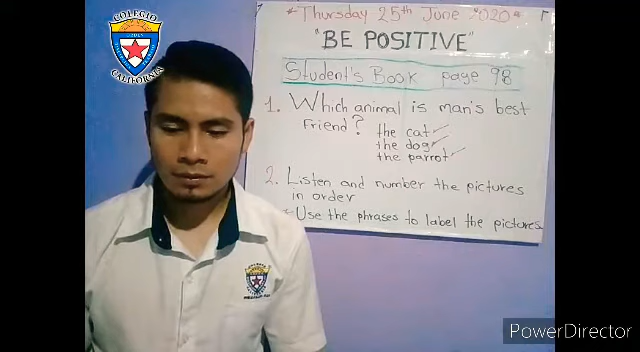 COLEGIO
CALIFORNIA
*Thursday 25th June 2020*
"BE POSITIVE"
Student's Book page 98
1. Which animal is man's best
Friend?
the cat
the dog
the parrot
2. Listen and number the pictures
in order
*Use the phrases to label the pictures.
PowerDirector